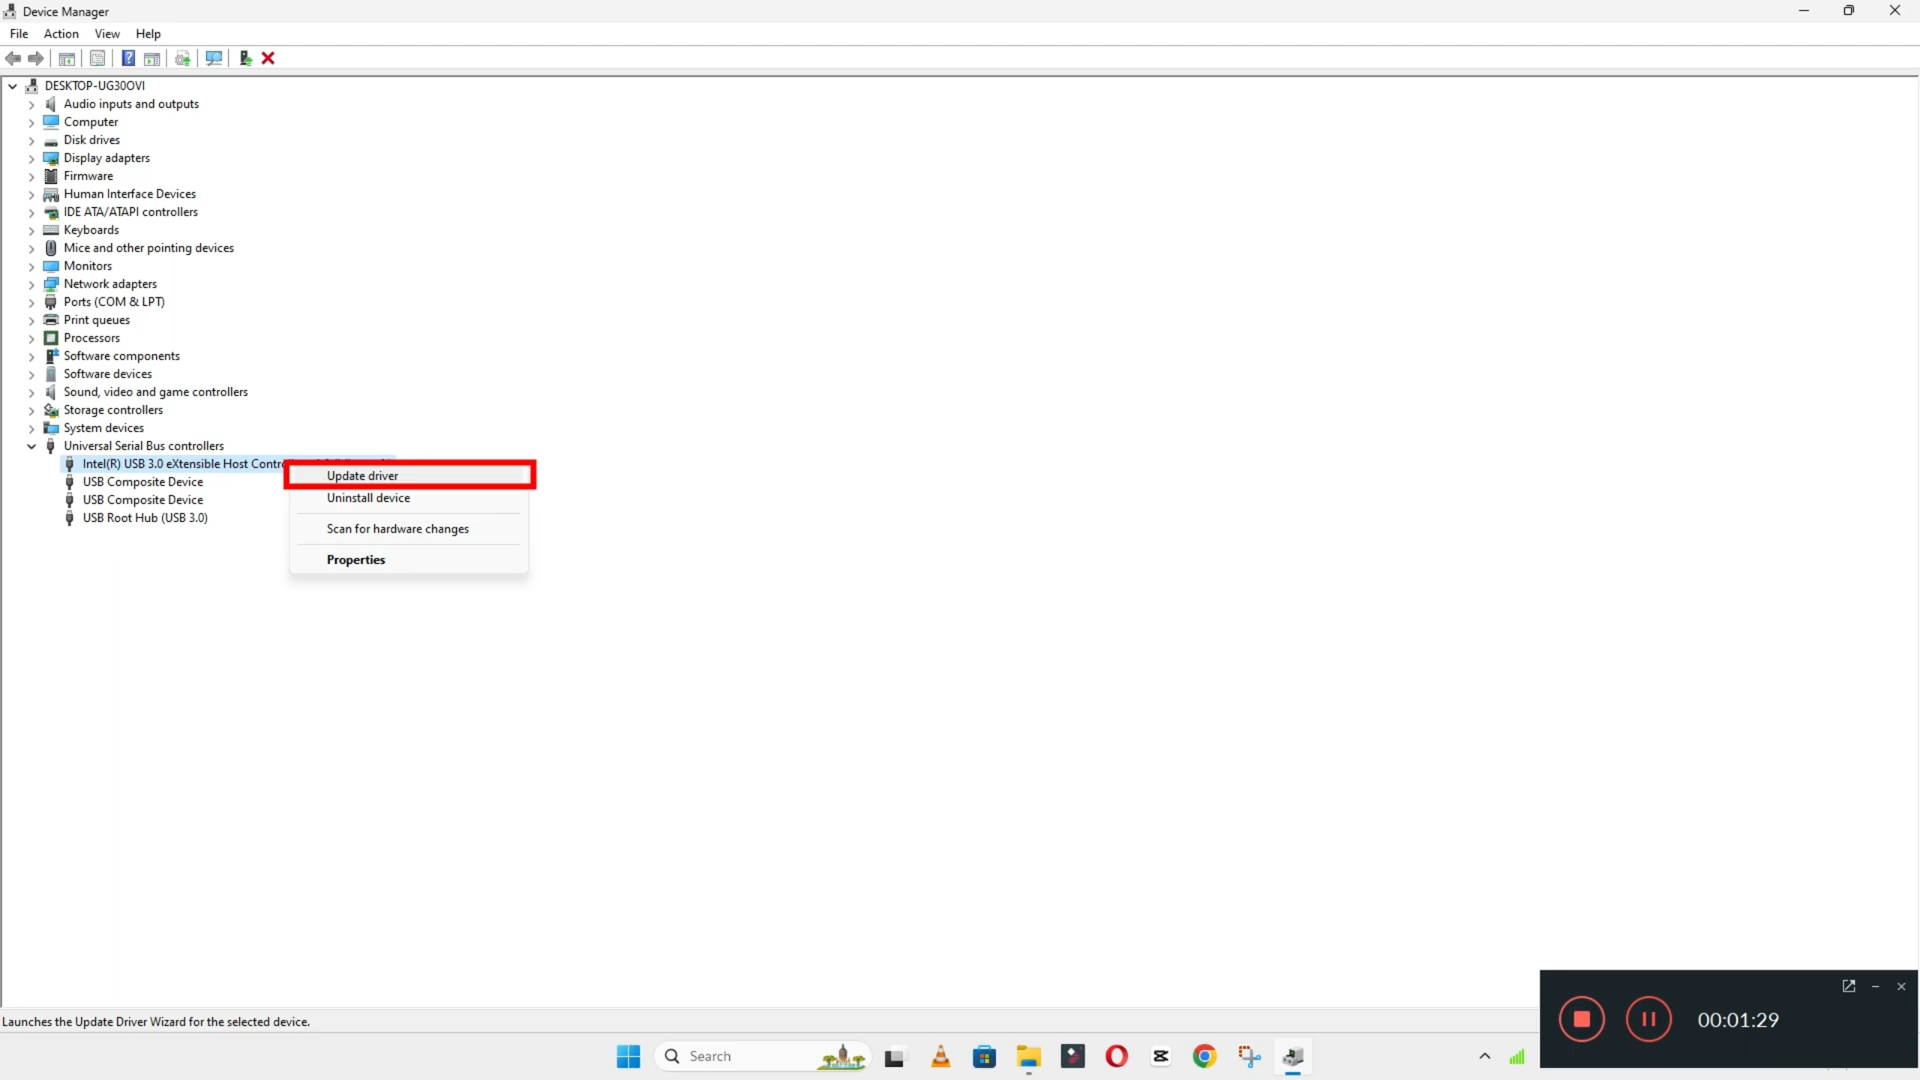 Device Manager
File Action View Help
DESKTOP-UG30OVI
Audio inputs and outputs
Computer
Disk drives
Display adapters
Firmware
Human Interface Devices
IDE ATA/ATAPI controllers
Keyboards
Mice and other pointing devices
Monitors
Network adapters
Ports (COM & LPT)
Print queues
Processors
Software components
Software devices
Sound, video and game controllers
Storage controllers
System devices
Universal Serial Bus controllers
Intel(R) USB 3.0 eXtensible Host Contr
USB Composite Device
USB Composite Device
USB Root Hub (USB 3.0)
Update driver
Uninstall device
Scan for hardware changes
Properties
Launches the Update Driver Wizard for the selected device.
Search
00:01:29